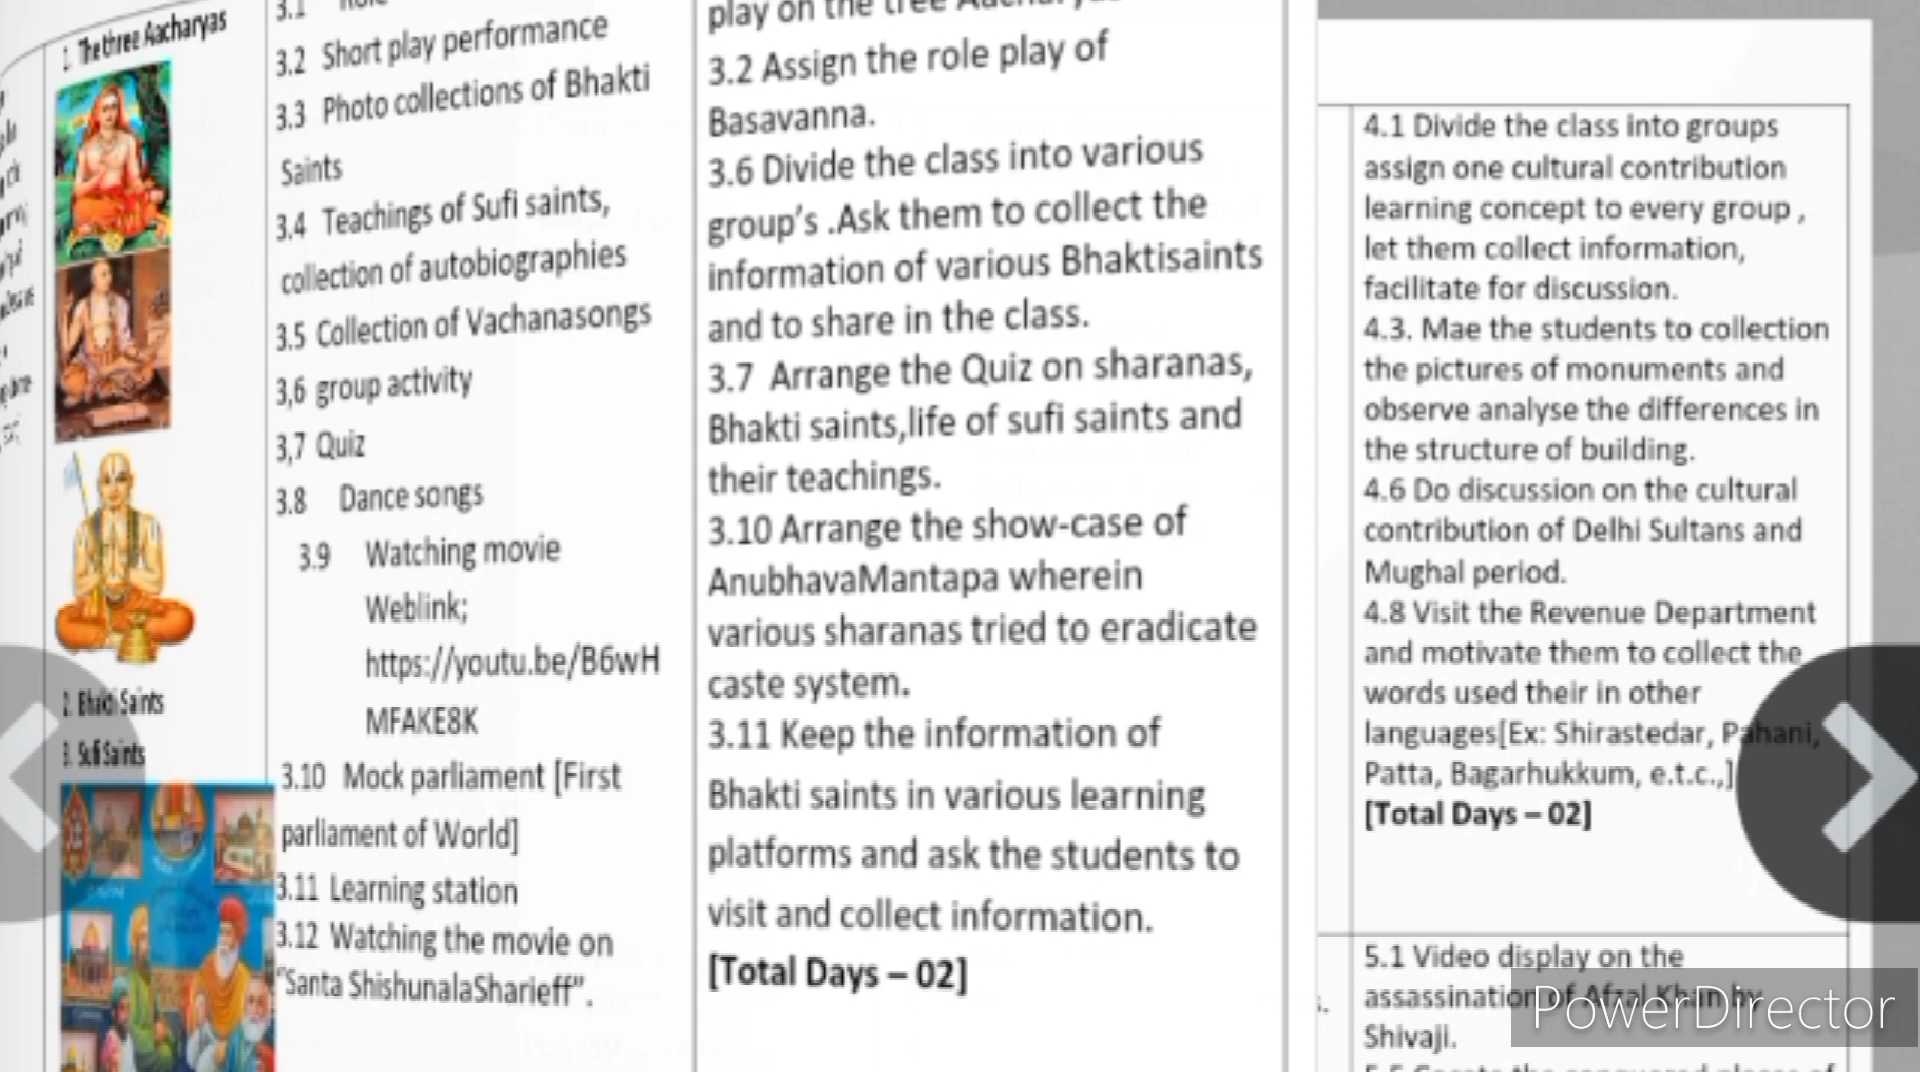 1. The three Aacharyas
2. Bhakti Saints
3. Sufi Saints
3.1
3.2 Short play performance
3.3 Photo collections of Bhakti
Saints
3.4 Teachings of Sufi saints,
collection of autobiographies
3.5 Collection of Vachanasongs
3,6 group activity
3,7 Quiz
3.8 Dance songs
3.9 Watching movie
Weblink;
https://youtu.be/B6wH
MFAKE8K
3.10 Mock parliament [First
parliament of World]
3.11 Learning station
3.12 Watching the movie on
"Santa ShishunalaSharieff".
play on the
3.2 Assign the role play of
Basavanna.
3.6 Divide the class into various
group's .Ask them to collect the
information of various Bhaktisaints
and to share in the class.
3.7 Arrange the Quiz on sharanas,
Bhakti saints,life of sufi saints and
their teachings.
3.10 Arrange the show-case of
AnubhavaMantapa wherein
various sharanas tried to eradicate
caste system.
3.11 Keep the information of
Bhakti saints in various learning
platforms and ask the students to
visit and collect information.
[Total Days – 02]
4.1 Divide the class into groups
assign one cultural contribution
learning concept to every group ,
let them collect information,
facilitate for discussion.
4.3. Mae the students to collection
the pictures of monuments and
observe analyse the differences in
the structure of building.
4.6 Do discussion on the cultural
contribution of Delhi Sultans and
Mughal period.
4.8 Visit the Revenue Department
and motivate them to collect the
words used their in other
languages[Ex: Shirastedar, Pahani,
Patta, Bagarhukkum, e.t.c.,]
[Total Days – 02]
5.1 Video display on the
assassination of Afzal Khan by
Shivaji.
PowerDirector